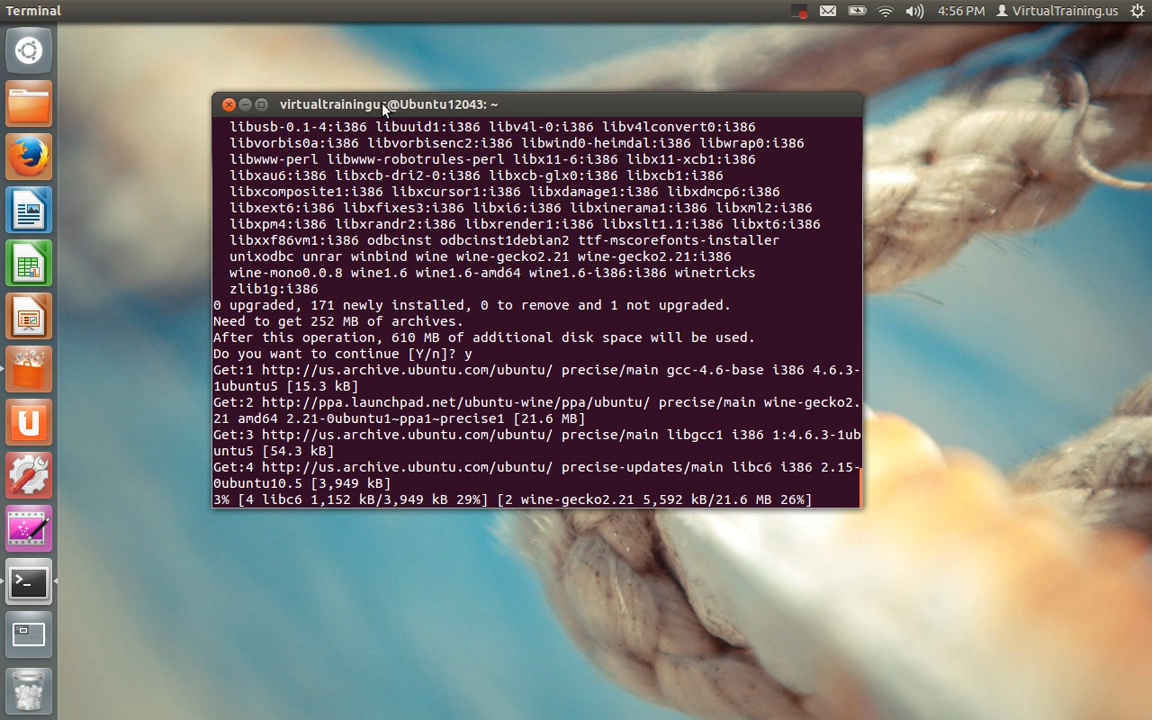 Terminal
4:56 PM
VirtualTraining.us
virtualtrainingus@Ubuntu12043: ~
libusb-0.1-4:i386 libuuid1:i386 libv4l-0:i386 libv4lconvert0:i386
libvorbis0a:i386 libvorbisenc2:i386 libwind0-heimdal:i386 libwrap0:i386
libwww-perl libwww-robotrules-perl libx11-6:i386 libx11-xcb1:i386
libxau6:i386 libxcb-dri2-0:i386 libxcb-glx0:i386 libxcb1:i386
libxcomposite1:i386 libxcursor1:i386 libxdamage1:i386 libxdmcp6:i386
libxext6:i386 libxfixes3:i386 libxi6:i386 libxinerama1:i386 libxml2:i386
libxpm4:i386 libxrandr2:i386 libxrender1:i386 libxslt1.1:i386 libxt6:i386
libxxf86vm1:i386 odbcinst odbcinst1debian2 ttf-mscorefonts-installer
unixodbc unrar winbind wine wine-gecko2.21 wine-gecko2.21:i386
wine-mono0.0.8 wine1.6 wine1.6-amd64 wine1.6-i386:i386 winetricks
zlib1g:i386
0 upgraded, 171 newly installed, 0 to remove and 1 not upgraded.
Need to get 252 MB of archives.
After this operation, 610 MB of additional disk space will be used.
Do you want to continue [Y/n]? y
Get:1 http://us.archive.ubuntu.com/ubuntu/ precise/main gcc-4.6-base i386 4.6.3-
1ubuntu5 [15.3 kB]
Get:2 http://ppa.launchpad.net/ubuntu-wine/ppa/ubuntu/ precise/main wine-gecko2.
21 amd64 2.21-0ubuntu1~ppa1~precise1 [21.6 MB]
Get:3 http://us.archive.ubuntu.com/ubuntu/ precise/main libgcc1 i386 1:4.6.3-1ub
untu5 [54.3 kB]
Get:4 http://us.archive.ubuntu.com/ubuntu/ precise-updates/main libc6 i386 2.15-
0ubuntu10.5 [3,949 kB]
3% [4 libc6 1,152 kB/3,949 kB 29%] [2 wine-gecko2.21 5,592 kB/21.6 MB 26%]